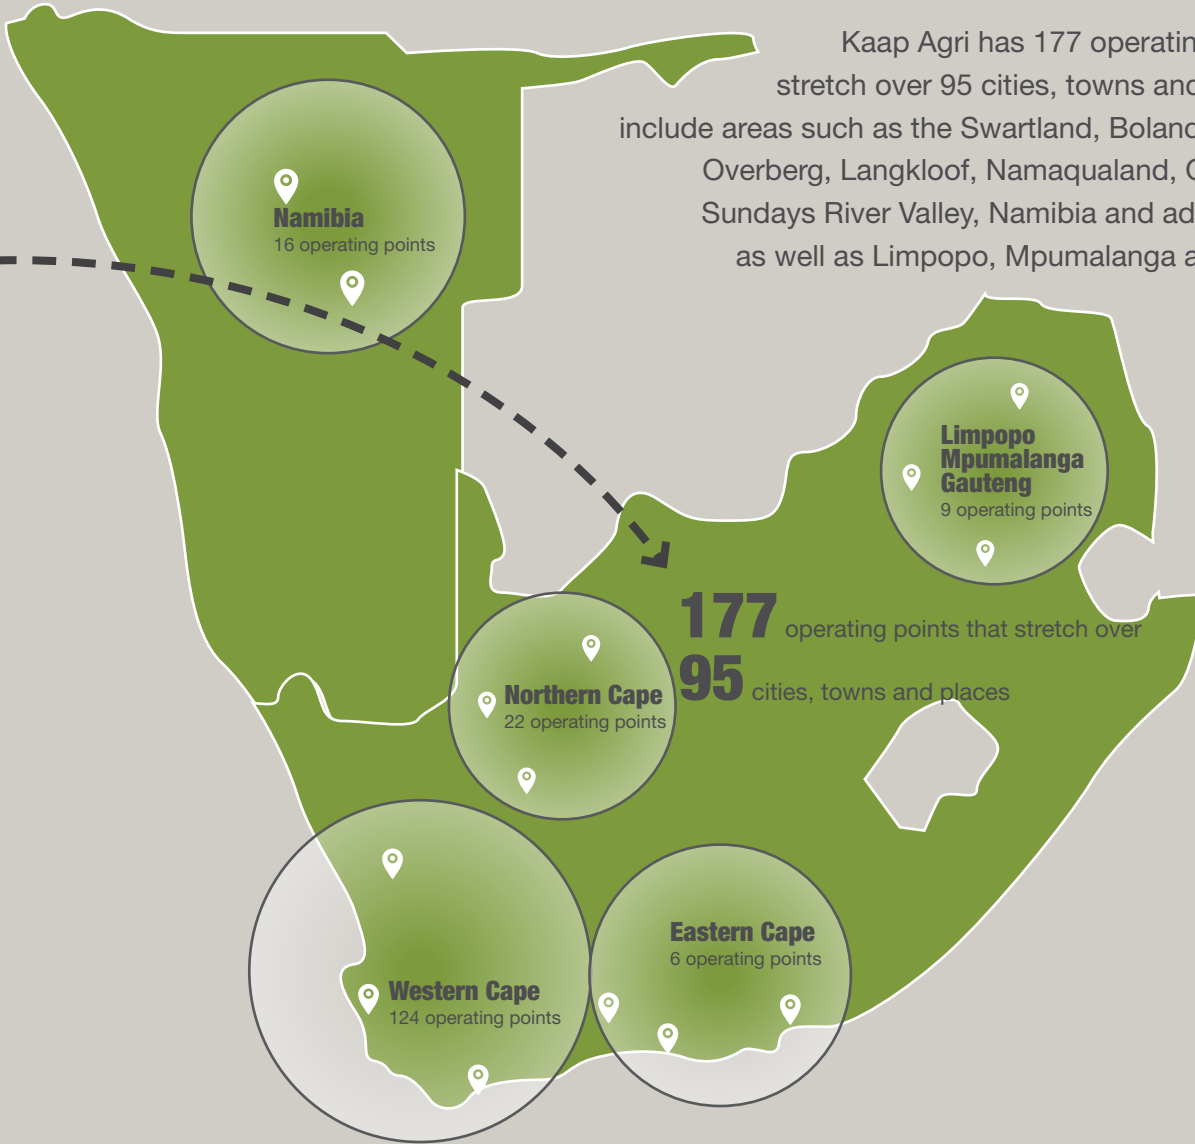 Kaap Agri has 177 operatin
stretch over 95 cities, towns and
include areas such as the Swartland, Boland
Overberg, Langkloof, Namaqualand,
Sundays River Valley, Namibia and ad
as well as Limpopo, Mpumalanga a
Namibia
16 operating points
Limpopo
Mpumalanga
Gauteng
9 operating points
177 operating points that stretch over
95 cities, towns and places
Northern Cape
22 operating points
Eastern Cape
6 operating points
Western Cape
124 operating points